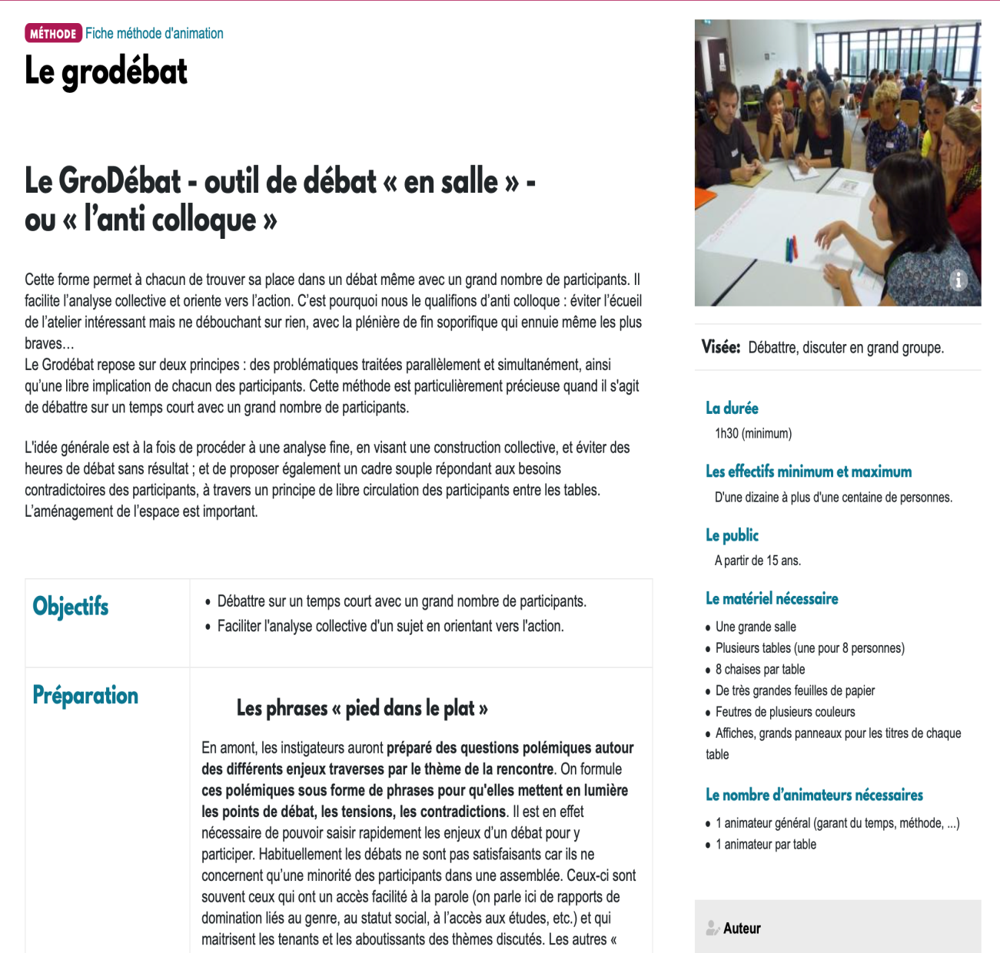 MÉTHODE Fiche méthode d'animation
Le grodébat
Le GroDébat - outil de débat « en salle » -
ou « l’anti colloque »
Cette forme permet à chacun de trouver sa place dans un débat même avec un grand nombre de participants. Il
facilite l’analyse collective et oriente vers l’action. C’est pourquoi nous le qualifions d’anti colloque : éviter l’écueil
de l’atelier intéressant mais ne débouchant sur rien, avec la plénière de fin soporifique qui ennuie même les plus
braves…
Le Grodébat repose sur deux principes : des problématiques traitées parallèlement et simultanément, ainsi
qu’une libre implication de chacun des participants. Cette méthode est particulièrement précieuse quand il s'agit
de débattre sur un temps court avec un grand nombre de participants.
L'idée générale est à la fois de procéder à une analyse fine, en visant une construction collective, et éviter des
heures de débat sans résultat ; et de proposer également un cadre souple répondant aux besoins
contradictoires des participants, à travers un principe de libre circulation des participants entre les tables.
L’aménagement de l’espace est important.
Objectifs
• Débattre sur un temps court avec un grand nombre de participants.
• Faciliter l'analyse collective d'un sujet en orientant vers l'action.
Préparation
Les phrases « pied dans le plat »
En amont, les instigateurs auront préparé des questions polémiques autour
des différents enjeux traverses par le thème de la rencontre. On formule
ces polémiques sous forme de phrases pour qu'elles mettent en lumière
les points de débat, les tensions, les contradictions. Il est en effet
nécessaire de pouvoir saisir rapidement les enjeux d’un débat pour y
participer. Habituellement les débats ne sont pas satisfaisants car ils ne
concernent qu’une minorité des participants dans une assemblée. Ceux-ci sont
souvent ceux qui ont un accès facilité à la parole (on parle ici de rapports de
domination liés au genre, au statut social, à l’accès aux études, etc.) et qui
maitrisent les tenants et les aboutissants des thèmes discutés. Les autres «
Visée: Débattre, discuter en grand groupe.
La durée
1h30 (minimum)
Les effectifs minimum et maximum
D'une dizaine à plus d'une centaine de personnes.
Le public
A partir de 15 ans.
Le matériel nécessaire
• Une grande salle
• Plusieurs tables (une pour 8 personnes)
• 8 chaises par table
• De très grandes feuilles de papier
• Feutres de plusieurs couleurs
• Affiches, grands panneaux pour les titres de chaque
table
Le nombre d’animateurs nécessaires
• 1 animateur général (garant du temps, méthode, ...)
• 1 animateur par table
Auteur